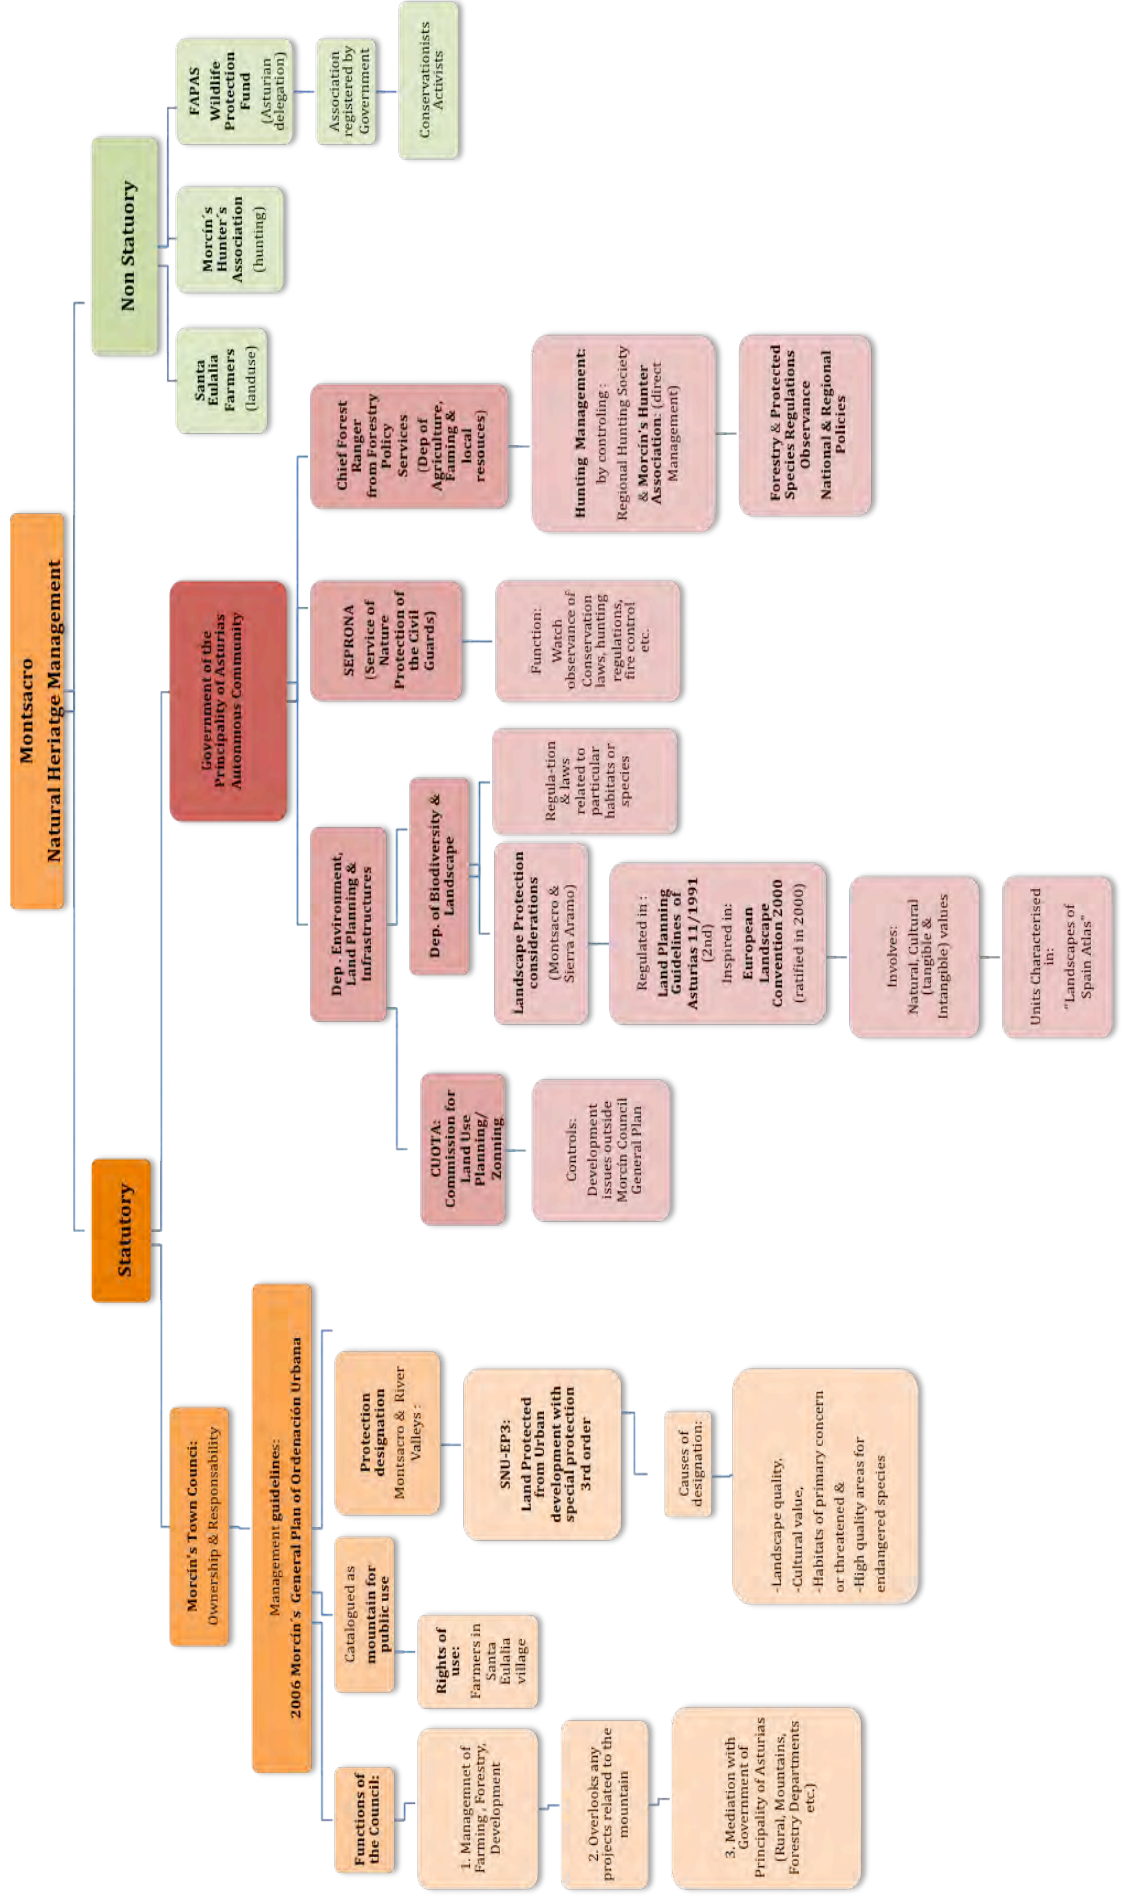 Montsacro
Natural Heriatge Management
Statutory
Non Statuory
Morcin's Town Counci:
Ownership & Responsability
Management guidelines:
2006 Morcín´s General Plan of Ordenación Urbana
Functions of
the Council:
1. Managemnet of
Farming , Forestry,
Development
2. Overlooks any
projects related to the
mountain
3. Mediation with
Government of
Principality of Asturias
(Rural, Mountains,
Forestry Departments
etc.)
Catalogued as
mountain for
public use
Rights of
use:
Farmers in
Santa
Eulalia
village
Protection
designation
Montsacro & River
Valleys :
SNU-EP3:
Land Protected
from Urban
development with
special protection
3rd order
Causes of
designation:
-Landscape quality,
-Cultural value,
-Habitats of primary concern
or threatened &
-High quality areas for
endangered species
Government of the
Principality of Asturias
Autonmous Community
Dep . Environment,
Land Planning &
Infrastructures
CUOTA:
Commission for
Land Use
Planning/
Zonning
Controls:
Development
issues outside
Morcín Council
General Plan
Dep. of Biodiversity &
Landscape
Landscape Protection
considerations
(Montsacro &
Sierra Aramo)
Regulated in :
Land Planning
Guidelines of
Asturias 11/1991
(2nd)
Inspired in:
European
Landscape
Convention 2000
(ratified in 2000)
Involves:
Natural, Cultural
(tangible &
Intangible) values
Units Characterised
in:
"Landscapes of
Spain Atlas"
Regula-tion
& laws
related to
particular
habitats or
species
SEPRONA
(Service of
Nature
Protection of
the Civil
Guards)
Function:
Watch
observance of
Conservation
laws, hunting
regulations,
fire control
etc.
Chief Forest
Ranger
from Forestry
Policy
Services
(Dep of
Agriculture,
Faming &
local
resouces)
Hunting Management:
by controling :
Regional Hunting Society
& Morcín's Hunter
Association: (direct
Management)
Forestry & Protected
Species Regulations
Observance
National & Regional
Policies
Santa
Eulalia
Farmers
(landuse)
Morcín´s
Hunter´s
Association
(hunting)
FAPAS
Wildlife
Protection
Fund
(Asturian
delegation)
Association
registered by
Government
Conservationists
Activists